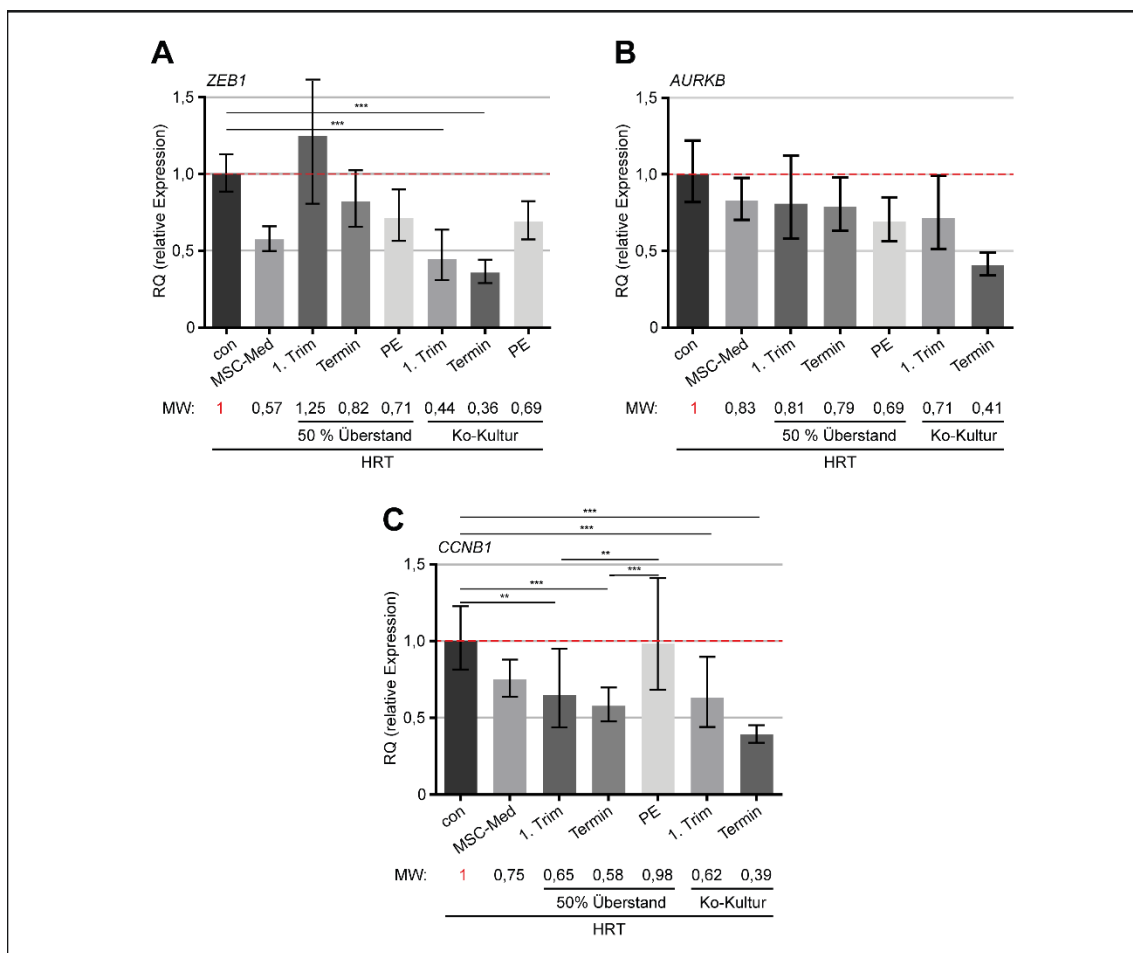 A
ZEB1
***
***
RQ (relative Expression)
1,5
1,0
0,5
0
con
MSC-Med
1. Trim
Termin
PE
1. Trim
Termin
PE
MW: 1 0,57 1,25 0,82 0,71 0,44 0,36 0,69
50 % Überstand Ko-Kultur
HRT
B
AURKB
RQ (relative Expression)
1,5
1,0
0,5
0
con
MSC-Med
1. Trim
Termin
PE
1. Trim
Termin
MW: 1 0,83 0,81 0,79 0,69 0,71 0,41
50 % Überstand Ko-Kultur
HRT
C
CCNB1
***
***
**
***
***
**
RQ (relative Expression)
1,5
1,0
0,5
0
con
MSC-Med
1. Trim
Termin
PE
1. Trim
Termin
MW: 1 0,75 0,65 0,58 0,98 0,62 0,39
50% Überstand Ko-Kultur
HRT